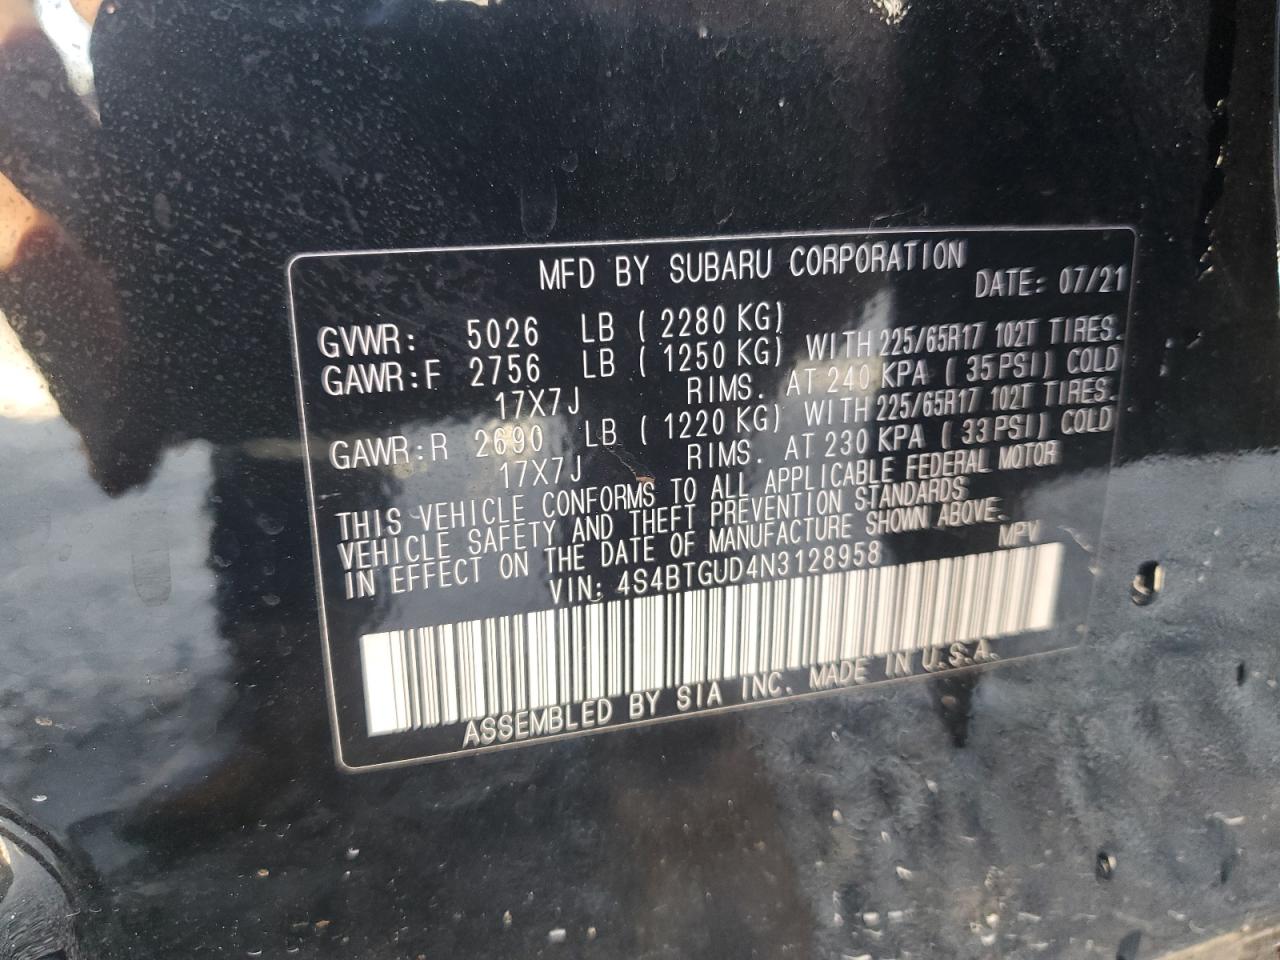 MFD BY SUBARU CORPORATION
DATE: 07/21
GVWR: 5026 LB ( 2280 KG)
GAWR:F 2756 LB ( 1250 KG) WITH 225/65R17 102T TIRES.
17X7J RIMS. AT 240 KPA ( 35 PSI) COLD
GAWR:R 2690 LB ( 1220 KG) WITH 225/65R17 102T TIRES.
17X7J RIMS. AT 230 KPA ( 33 PSI) COLD
THIS VEHICLE CONFORMS TO ALL APPLICABLE FEDERAL MOTOR
VEHICLE SAFETY AND THEFT PREVENTION STANDARDS
IN EFFECT ON THE DATE OF MANUFACTURE SHOWN ABOVE.
VIN: 4S4BTGUD4N3128958 MPV
ASSEMBLED BY SIA INC. MADE IN U.S.A.